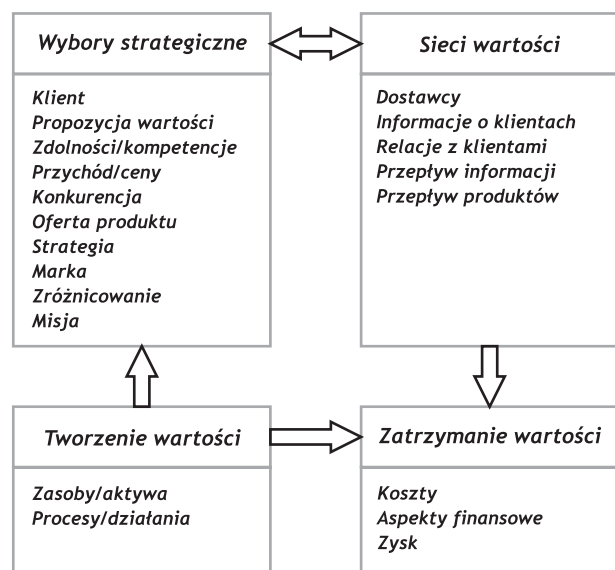 Wybory strategiczne
Klient
Propozycja wartości
Zdolności/kompetencje
Przychód/ceny
Konkurencja
Oferta produktu
Strategia
Marka
Zróżnicowanie
Misja
Sieci wartości
Dostawcy
Informacje o klientach
Relacje z klientami
Przepływ informacji
Przepływ produktów
Tworzenie wartości
Zasoby/aktywa
Procesy/działania
Zatrzymanie wartości
Koszty
Aspekty finansowe
Zysk